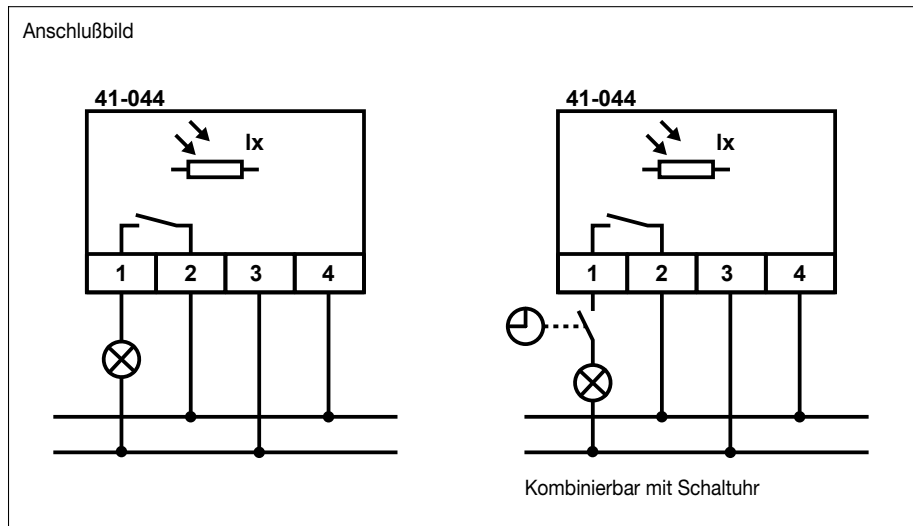 Anschlußbild
41-044
lx
1 2 3 4
41-044
lx
1 2 3 4
Kombinierbar mit Schaltuhr